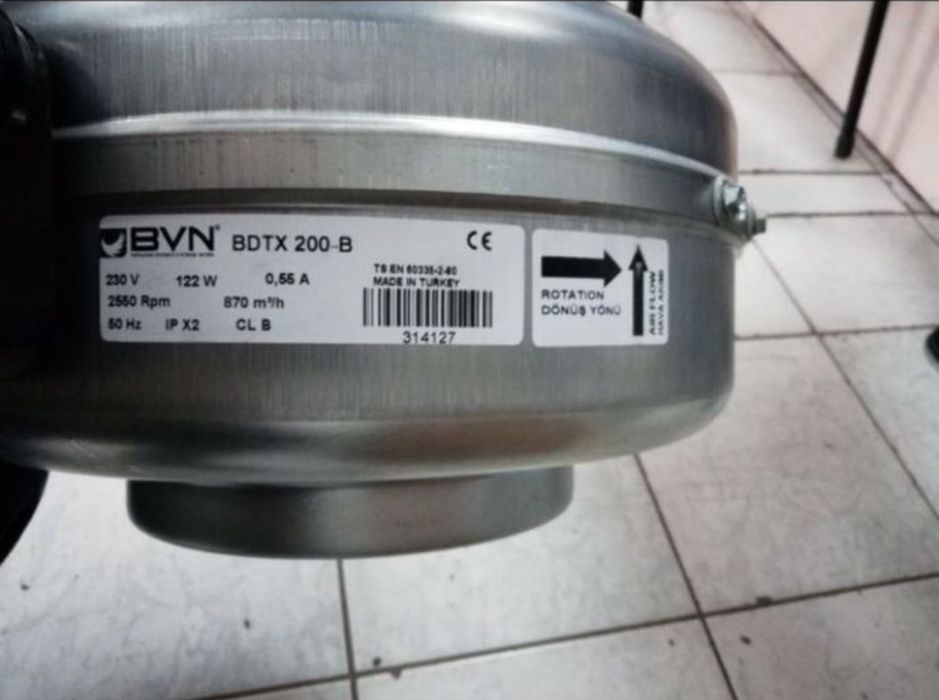 BVN® BDTX 200-B CE
230 V 122 W 0,55 A
2550 Rpm 870 m³/h
50 Hz IP X2 CL B
TS EN 60335-2-80
MADE IN TURKEY
314127
ROTATION
DÖNÜŞ YÖNÜ
AIR FLOW
HAVA AKIMI